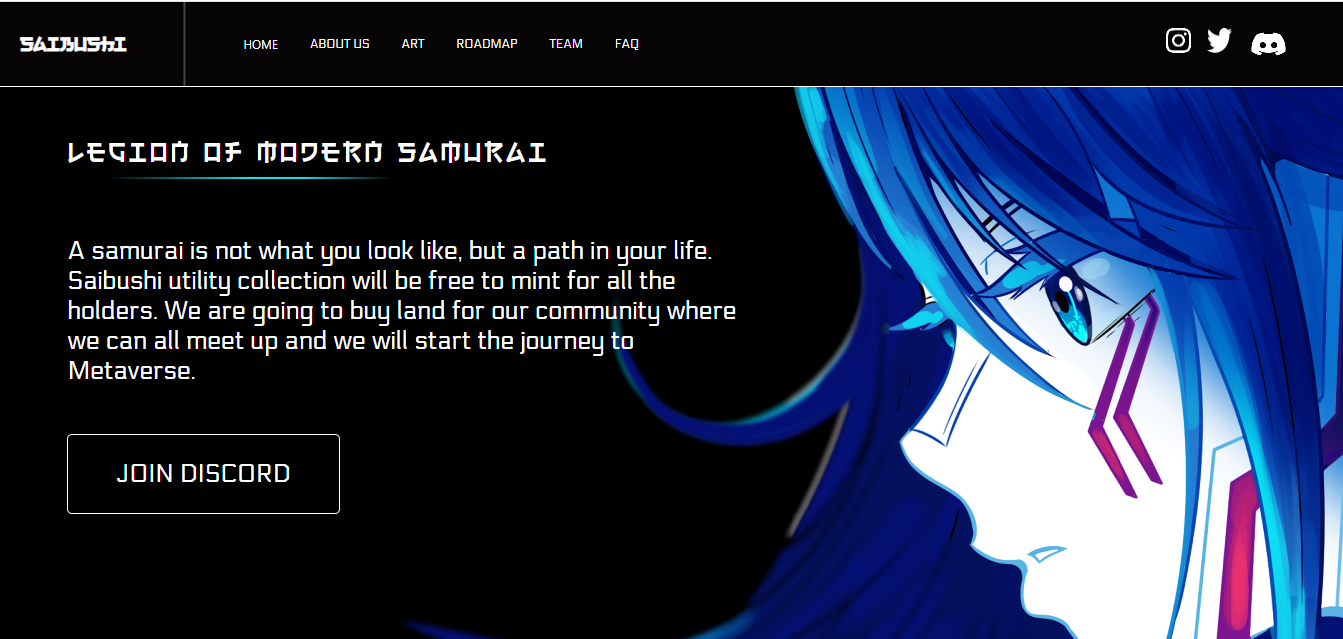 SAIBUSHI
HOME ABOUT US ART ROADMAP TEAM FAQ
LEGION OF MODERN SAMURAI
A samurai is not what you look like, but a path in your life.
Saibushi utility collection will be free to mint for all the
holders. We are going to buy land for our community where
we can all meet up and we will start the journey to
Metaverse.
JOIN DISCORD